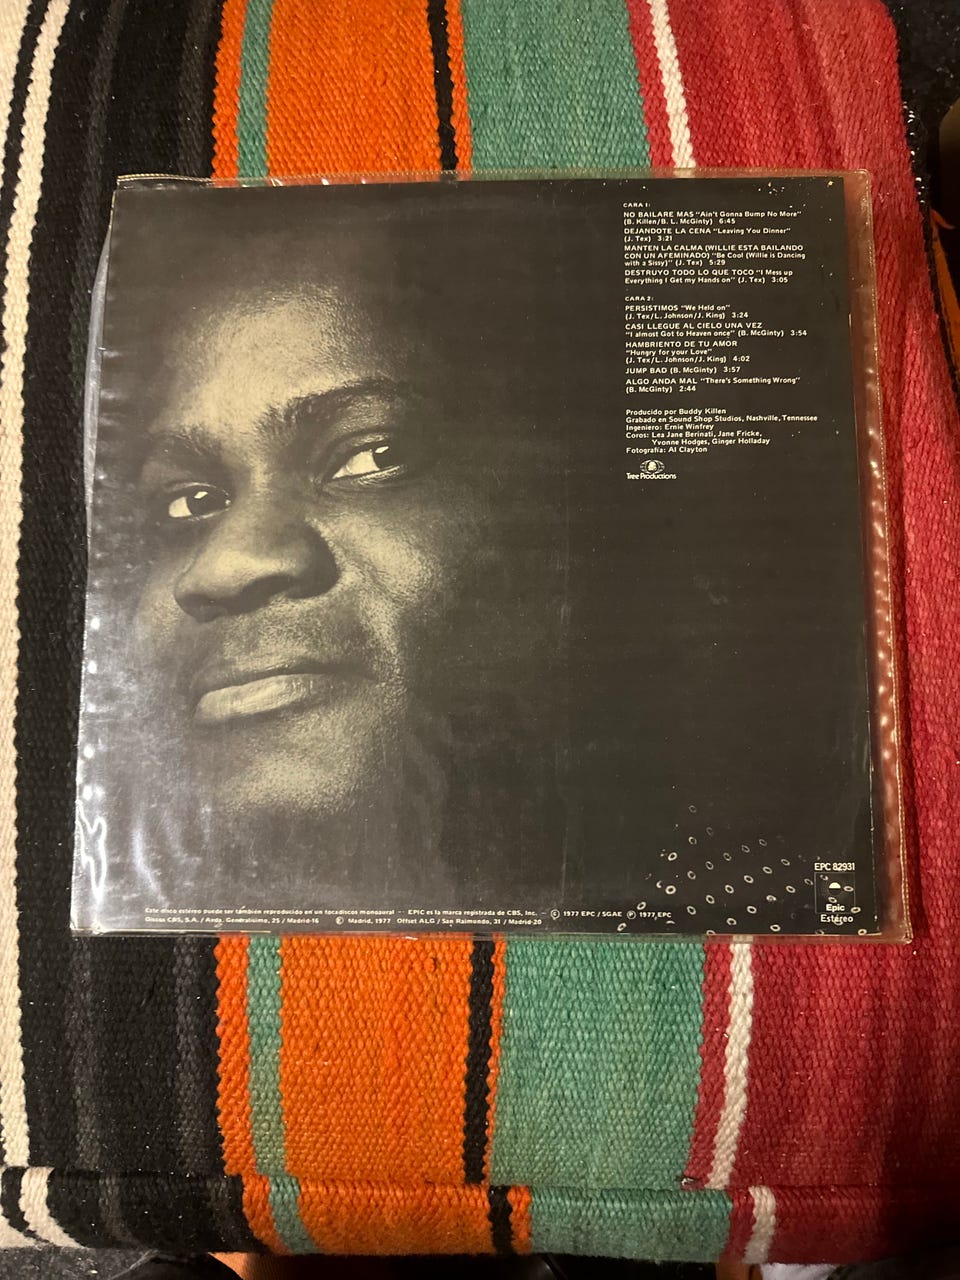 CARA 1:
NO BAILARE MAS "Ain't Gonna Bump No More"
(B. Killen/B. L. McGinty) 6:45
DEJANDOTE LA CENA "Leaving You Dinner"
(J. Tex) 3:21
MANTEN LA CALMA (WILLIE ESTA BAILANDO
CON UN AFEMINADO) "Be Cool (Willie is Dancing
with a Sissy)" (J. Tex) 5:29
DESTRUYO TODO LO QUE TOCO "I Mess up
Everything I Get my Hands on" (J. Tex) 3:05
CARA 2:
PERSISTIMOS "We Held on"
(J. Tex/L. Johnson/J. King) 3:24
CASI LLEGUE AL CIELO UNA VEZ
"I almost Got to Heaven once" (B. McGinty) 3:54
HAMBRIENTO DE TU AMOR
"Hungry for your Love"
(J. Tex/L. Johnson/J. King) 4:02
JUMP BAD (B. McGinty) 3:57
ALGO ANDA MAL "There's Something Wrong"
(B. McGinty) 2:44
Producido por Buddy Killen
Grabado en Sound Shop Studios, Nashville, Tennessee
Ingeniero: Ernie Winfrey
Coros: Lea Jane Berinati, Jane Fricke,
Yvonne Hodges, Ginger Holladay
Fotografía: Al Clayton
Tree Productions
EPC 82931
Epic
Estéreo
Este disco estéreo puede ser también reproducido en un tocadiscos monoaural -- EPIC es la marca registrada de CBS, Inc. -- © 1977 EPC / SGAE ℗ 1977 EPC
Discos CBS, S.A. / Avda. Generalísimo, 25 / Madrid-16 © Madrid, 1977 Offset ALG / San Raimundo, 31 / Madrid-20